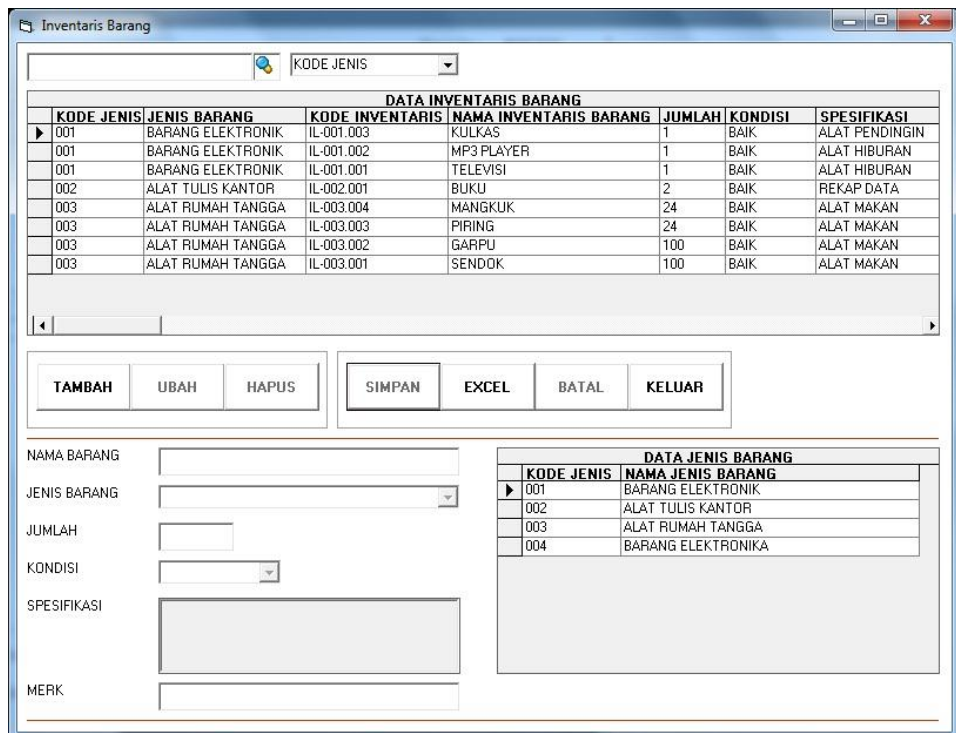 Inventaris Barang
KODE JENIS
DATA INVENTARIS BARANG
KODE JENIS JENIS BARANG KODE INVENTARIS NAMA INVENTARIS BARANG JUMLAH KONDISI SPESIFIKASI
001 BARANG ELEKTRONIK IL-001.003 KULKAS 1 BAIK ALAT PENDINGIN
001 BARANG ELEKTRONIK IL-001.002 MP3 PLAYER 1 BAIK ALAT HIBURAN
001 BARANG ELEKTRONIK IL-001.001 TELEVISI 1 BAIK ALAT HIBURAN
002 ALAT TULIS KANTOR IL-002.001 BUKU 2 BAIK REKAP DATA
003 ALAT RUMAH TANGGA IL-003.004 MANGKUK 24 BAIK ALAT MAKAN
003 ALAT RUMAH TANGGA IL-003.003 PIRING 24 BAIK ALAT MAKAN
003 ALAT RUMAH TANGGA IL-003.002 GARPU 100 BAIK ALAT MAKAN
003 ALAT RUMAH TANGGA IL-003.001 SENDOK 100 BAIK ALAT MAKAN
TAMBAH UBAH HAPUS SIMPAN EXCEL BATAL KELUAR
NAMA BARANG
JENIS BARANG
JUMLAH
KONDISI
SPESIFIKASI
MERK
DATA JENIS BARANG
KODE JENIS NAMA JENIS BARANG
001 BARANG ELEKTRONIK
002 ALAT TULIS KANTOR
003 ALAT RUMAH TANGGA
004 BARANG ELEKTRONIKA